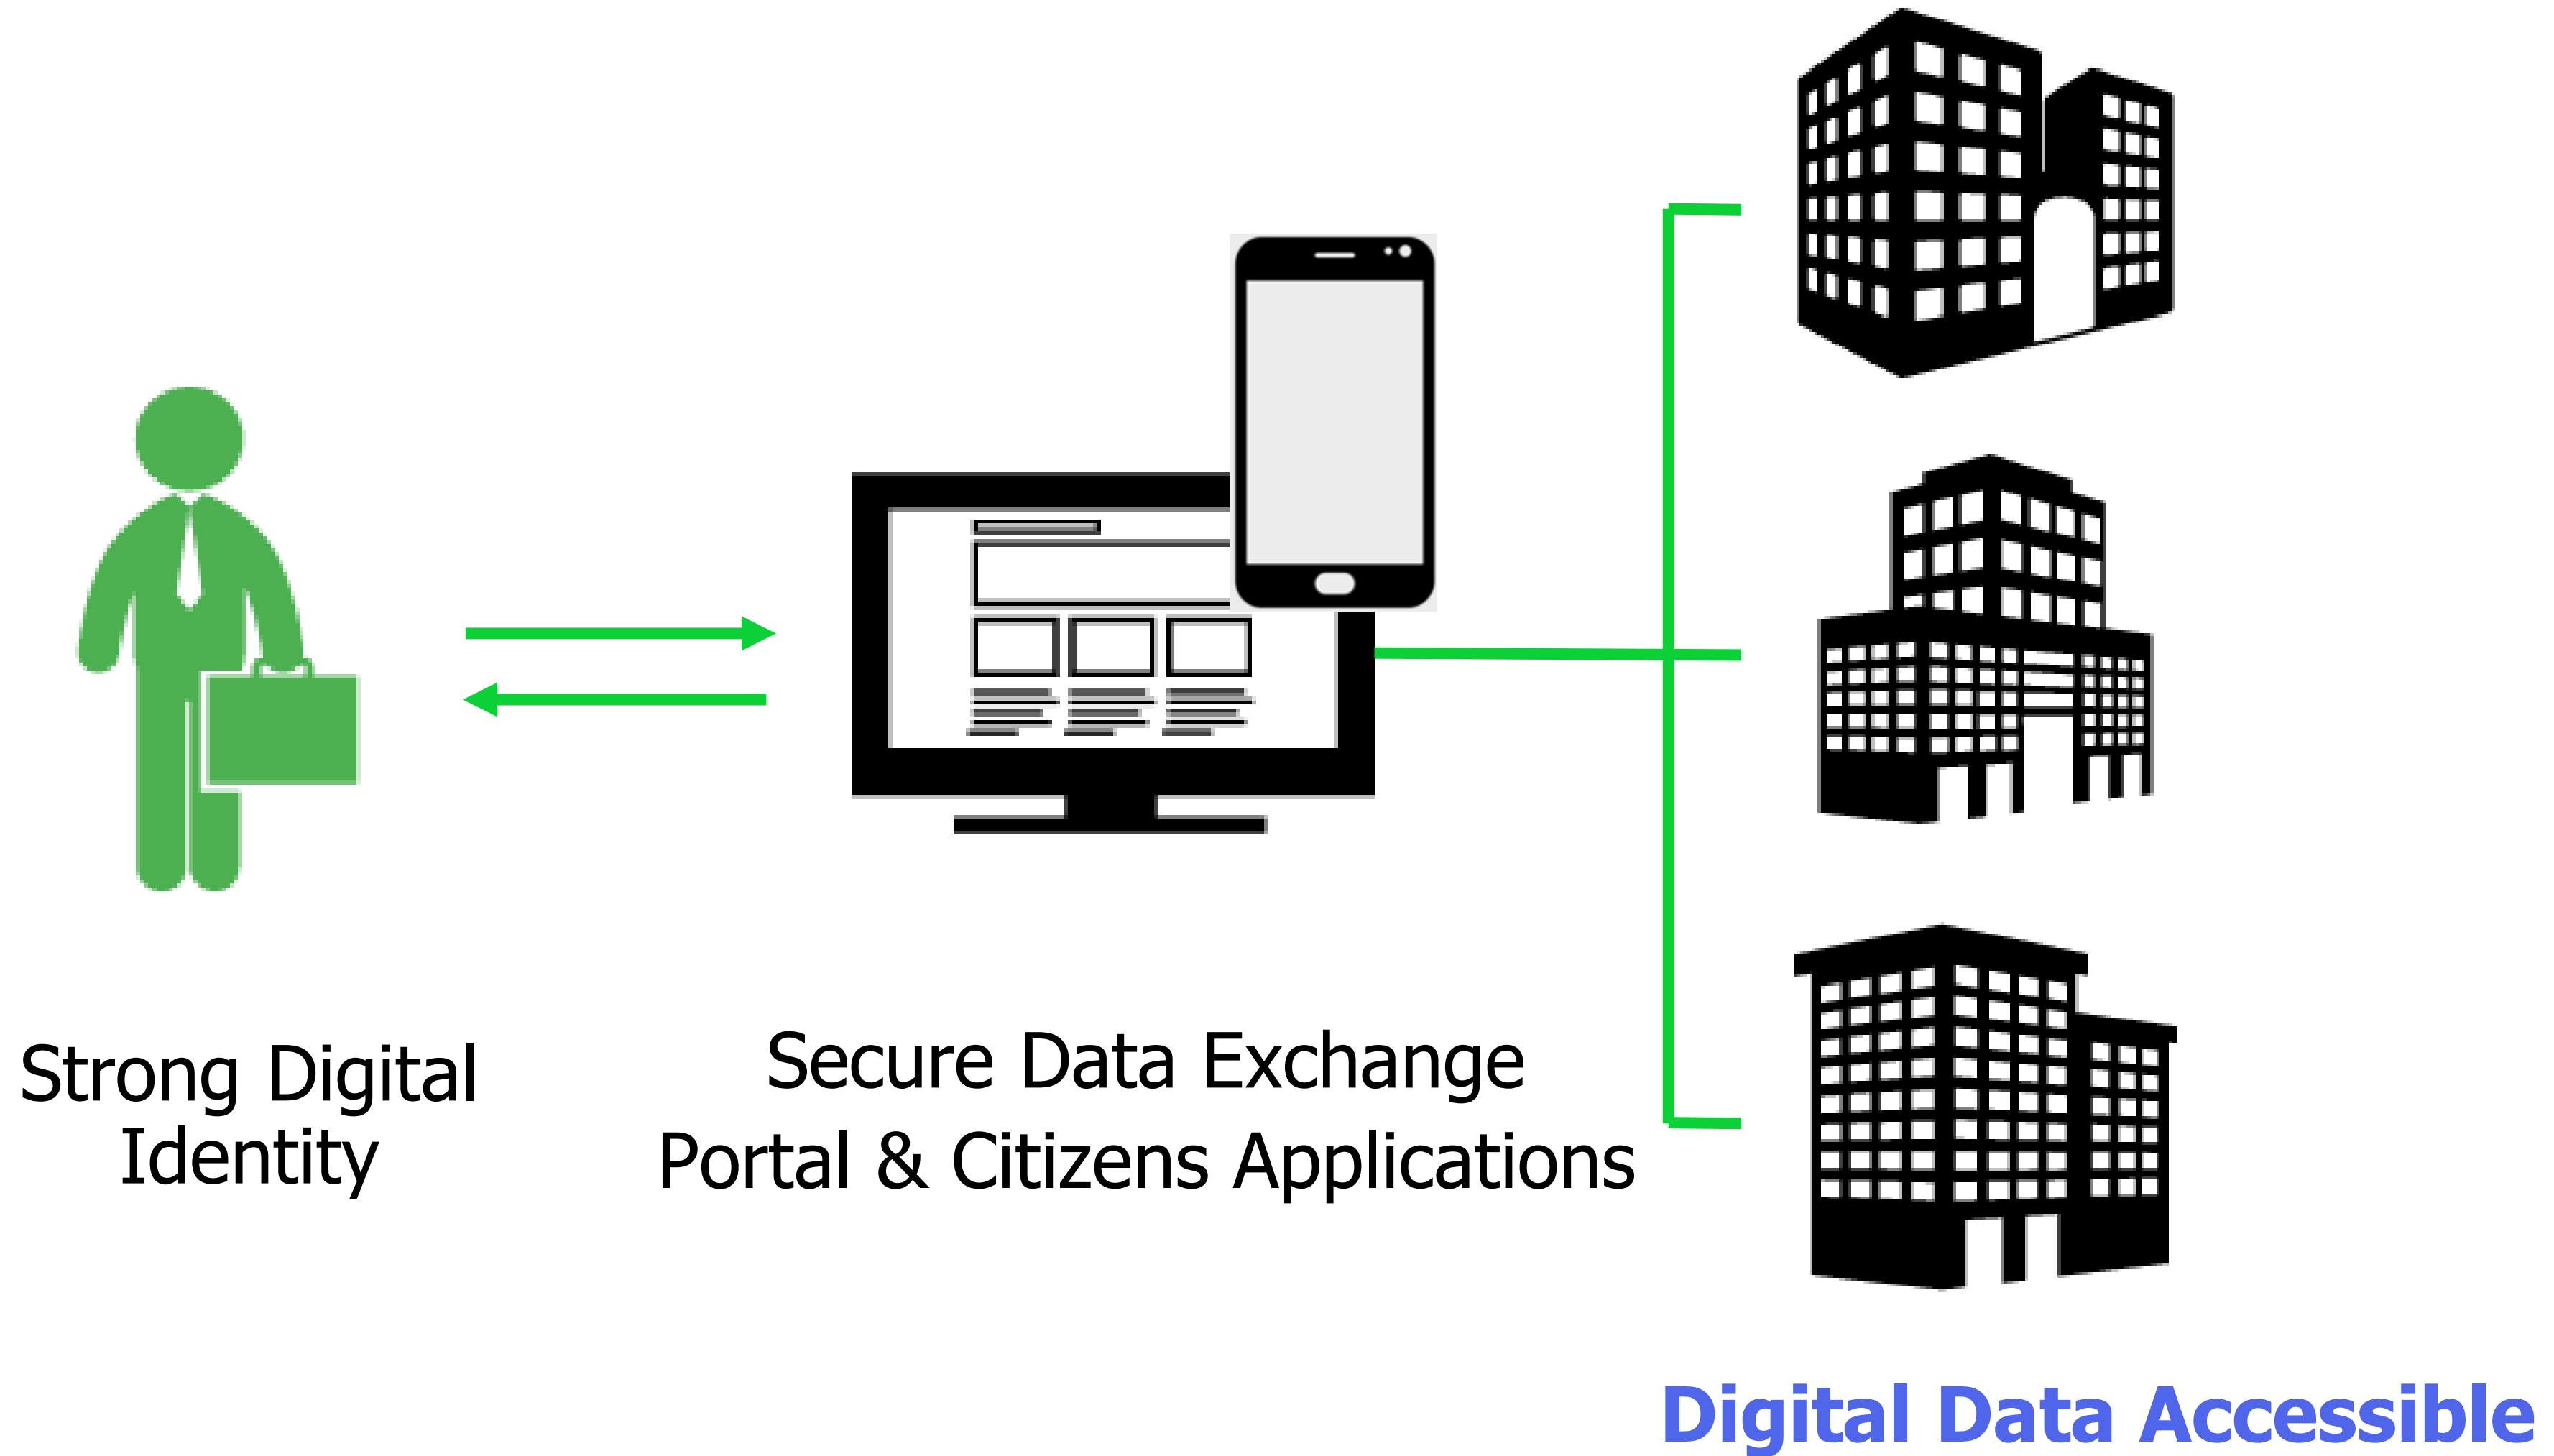 Strong Digital
Identity
Secure Data Exchange
Portal & Citizens Applications
Digital Data Accessible